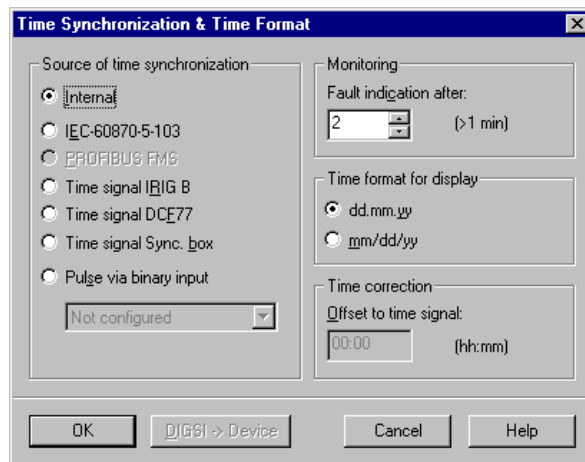 Time Synchronization & Time Format
Source of time synchronization
Internal
IEC-60870-5-103
PROFIBUS FMS
Time signal IRIG B
Time signal DCF77
Time signal Sync. box
Pulse via binary input
Not configured
Monitoring
Fault indication after:
2 (>1 min)
Time format for display
dd.mm.yy
mm/dd/yy
Time correction
Offset to time signal:
00:00 (hh:mm)
OK DIGSI -> Device Cancel Help